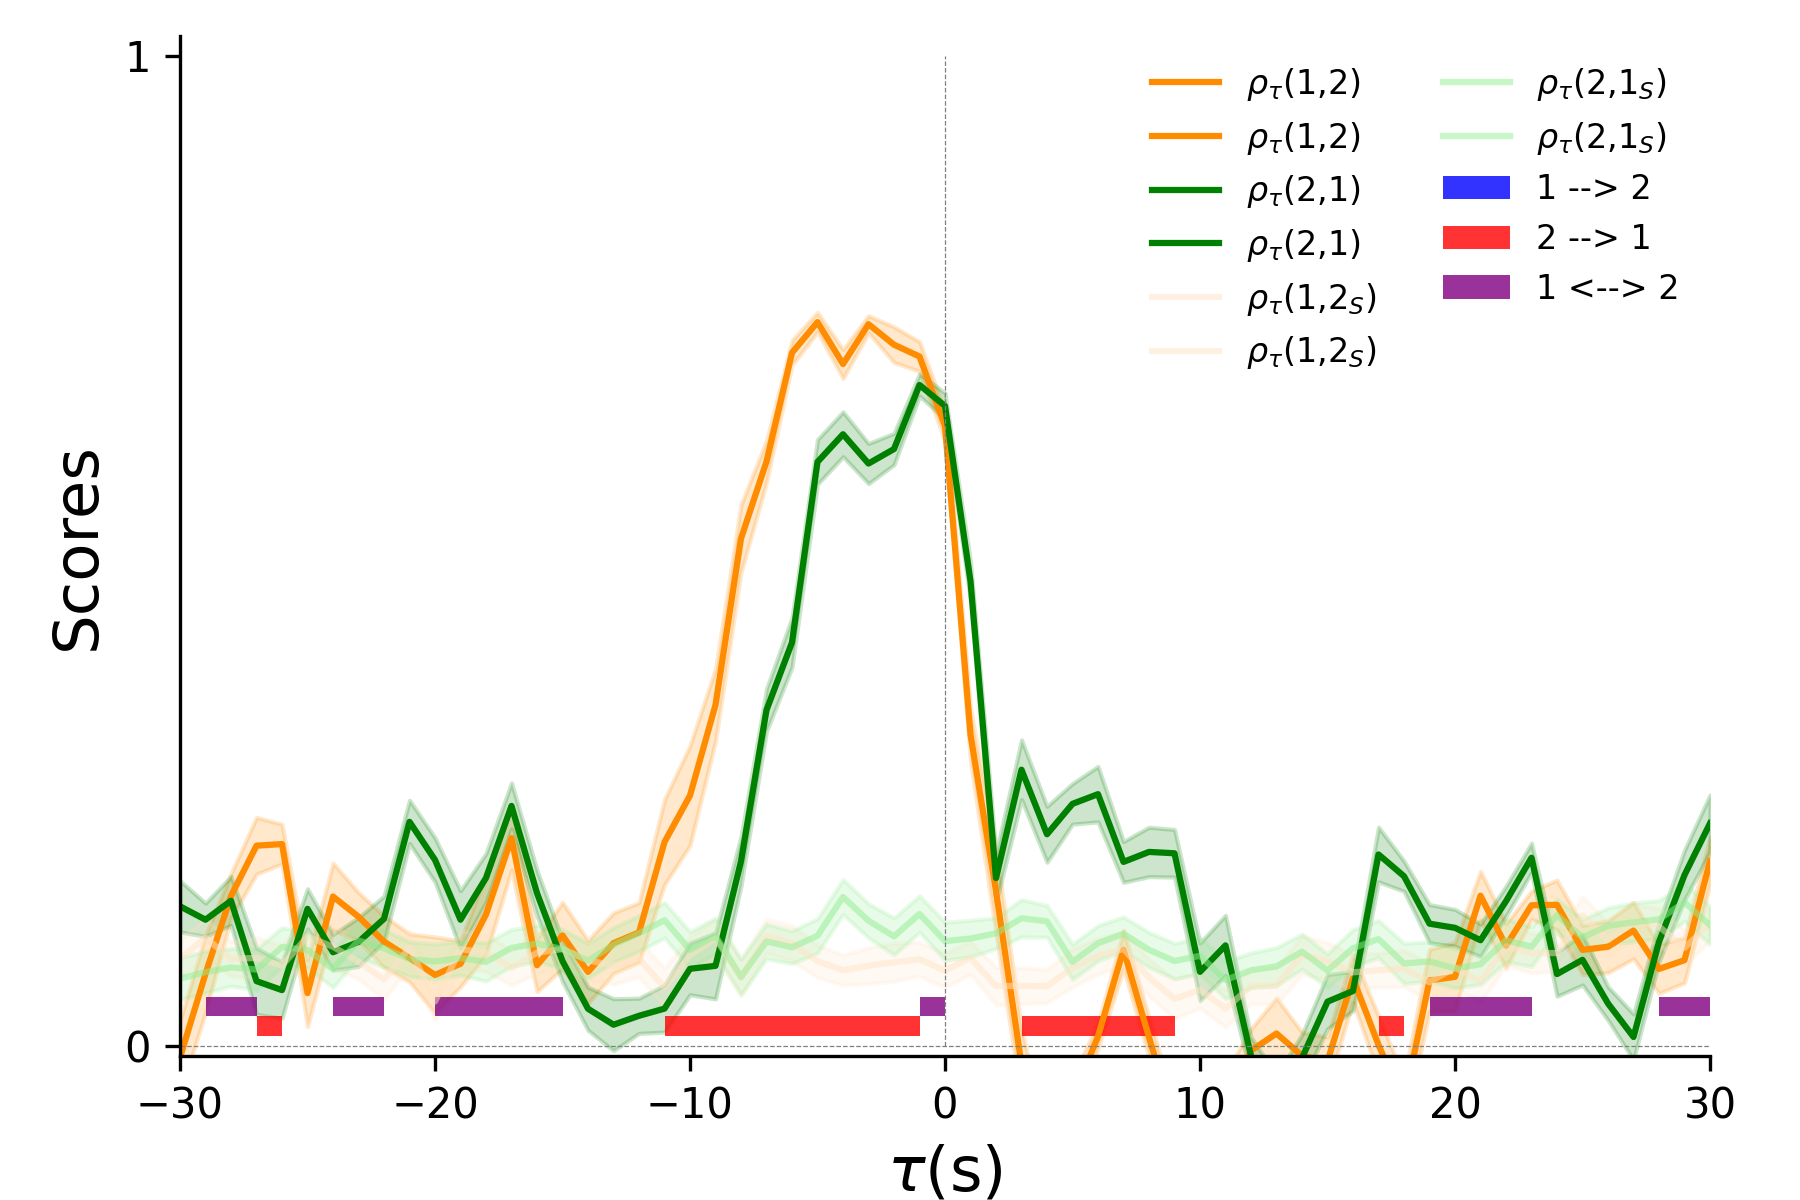 1
ρτ(1,2)
ρτ(1,2)
ρτ(2,1)
ρτ(2,1)
ρτ(1,2S)
ρτ(1,2S)
ρτ(2,1S)
ρτ(2,1S)
1 --> 2
2 --> 1
1 <--> 2
Scores
0
−30 −20 −10 0 10 20 30
τ(s)